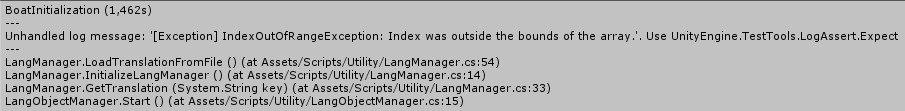 BoatInitialization (1,462s)
---
Unhandled log message: '[Exception] IndexOutOfRangeException: Index was outside the bounds of the array.'. Use UnityEngine.TestTools.LogAssert.Expect
---
LangManager.LoadTranslationFromFile () (at Assets/Scripts/Utility/LangManager.cs:54)
LangManager.InitializeLangManager () (at Assets/Scripts/Utility/LangManager.cs:14)
LangManager.GetTranslation (System.String key) (at Assets/Scripts/Utility/LangManager.cs:33)
LangObjectManager.Start () (at Assets/Scripts/Utility/LangObjectManager.cs:15)